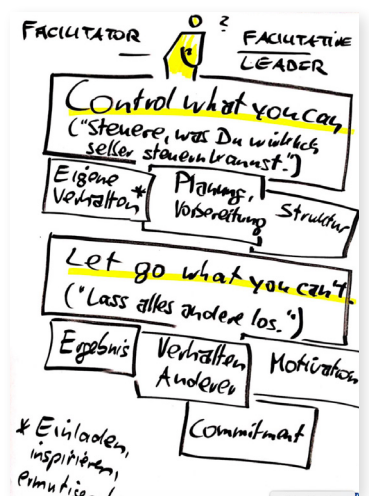 FACILITATOR
?
FACILITATIVE
LEADER
Control what you can
("Steuere, was Du wirklich
selber steuern kannst.")
Eigene
Verhalten *
Planung,
Vorbereitung
Struktur
Let go what you can't
("Lass alles andere los.")
Ergebnis
Verhalten
Anderer
Motivation
Commitment
* Einladen,
inspirieren,